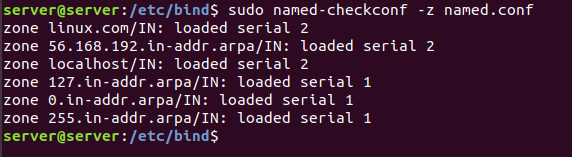 server@server:/etc/bind$ sudo named-checkconf -z named.conf
zone linux.com/IN: loaded serial 2
zone 56.168.192.in-addr.arpa/IN: loaded serial 2
zone localhost/IN: loaded serial 2
zone 127.in-addr.arpa/IN: loaded serial 1
zone 0.in-addr.arpa/IN: loaded serial 1
zone 255.in-addr.arpa/IN: loaded serial 1
server@server:/etc/bind$